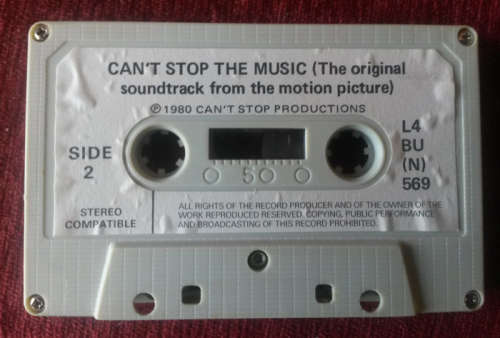 CAN'T STOP THE MUSIC (The original
soundtrack from the motion picture)
℗ 1980 CAN'T STOP PRODUCTIONS
SIDE
2
50
L4
BU
(N)
569
STEREO
COMPATIBLE
ALL RIGHTS OF THE RECORD PRODUCER AND OF THE OWNER OF THE
WORK REPRODUCED RESERVED. COPYING, PUBLIC PERFORMANCE
AND BROADCASTING OF THIS RECORD PROHIBITED.